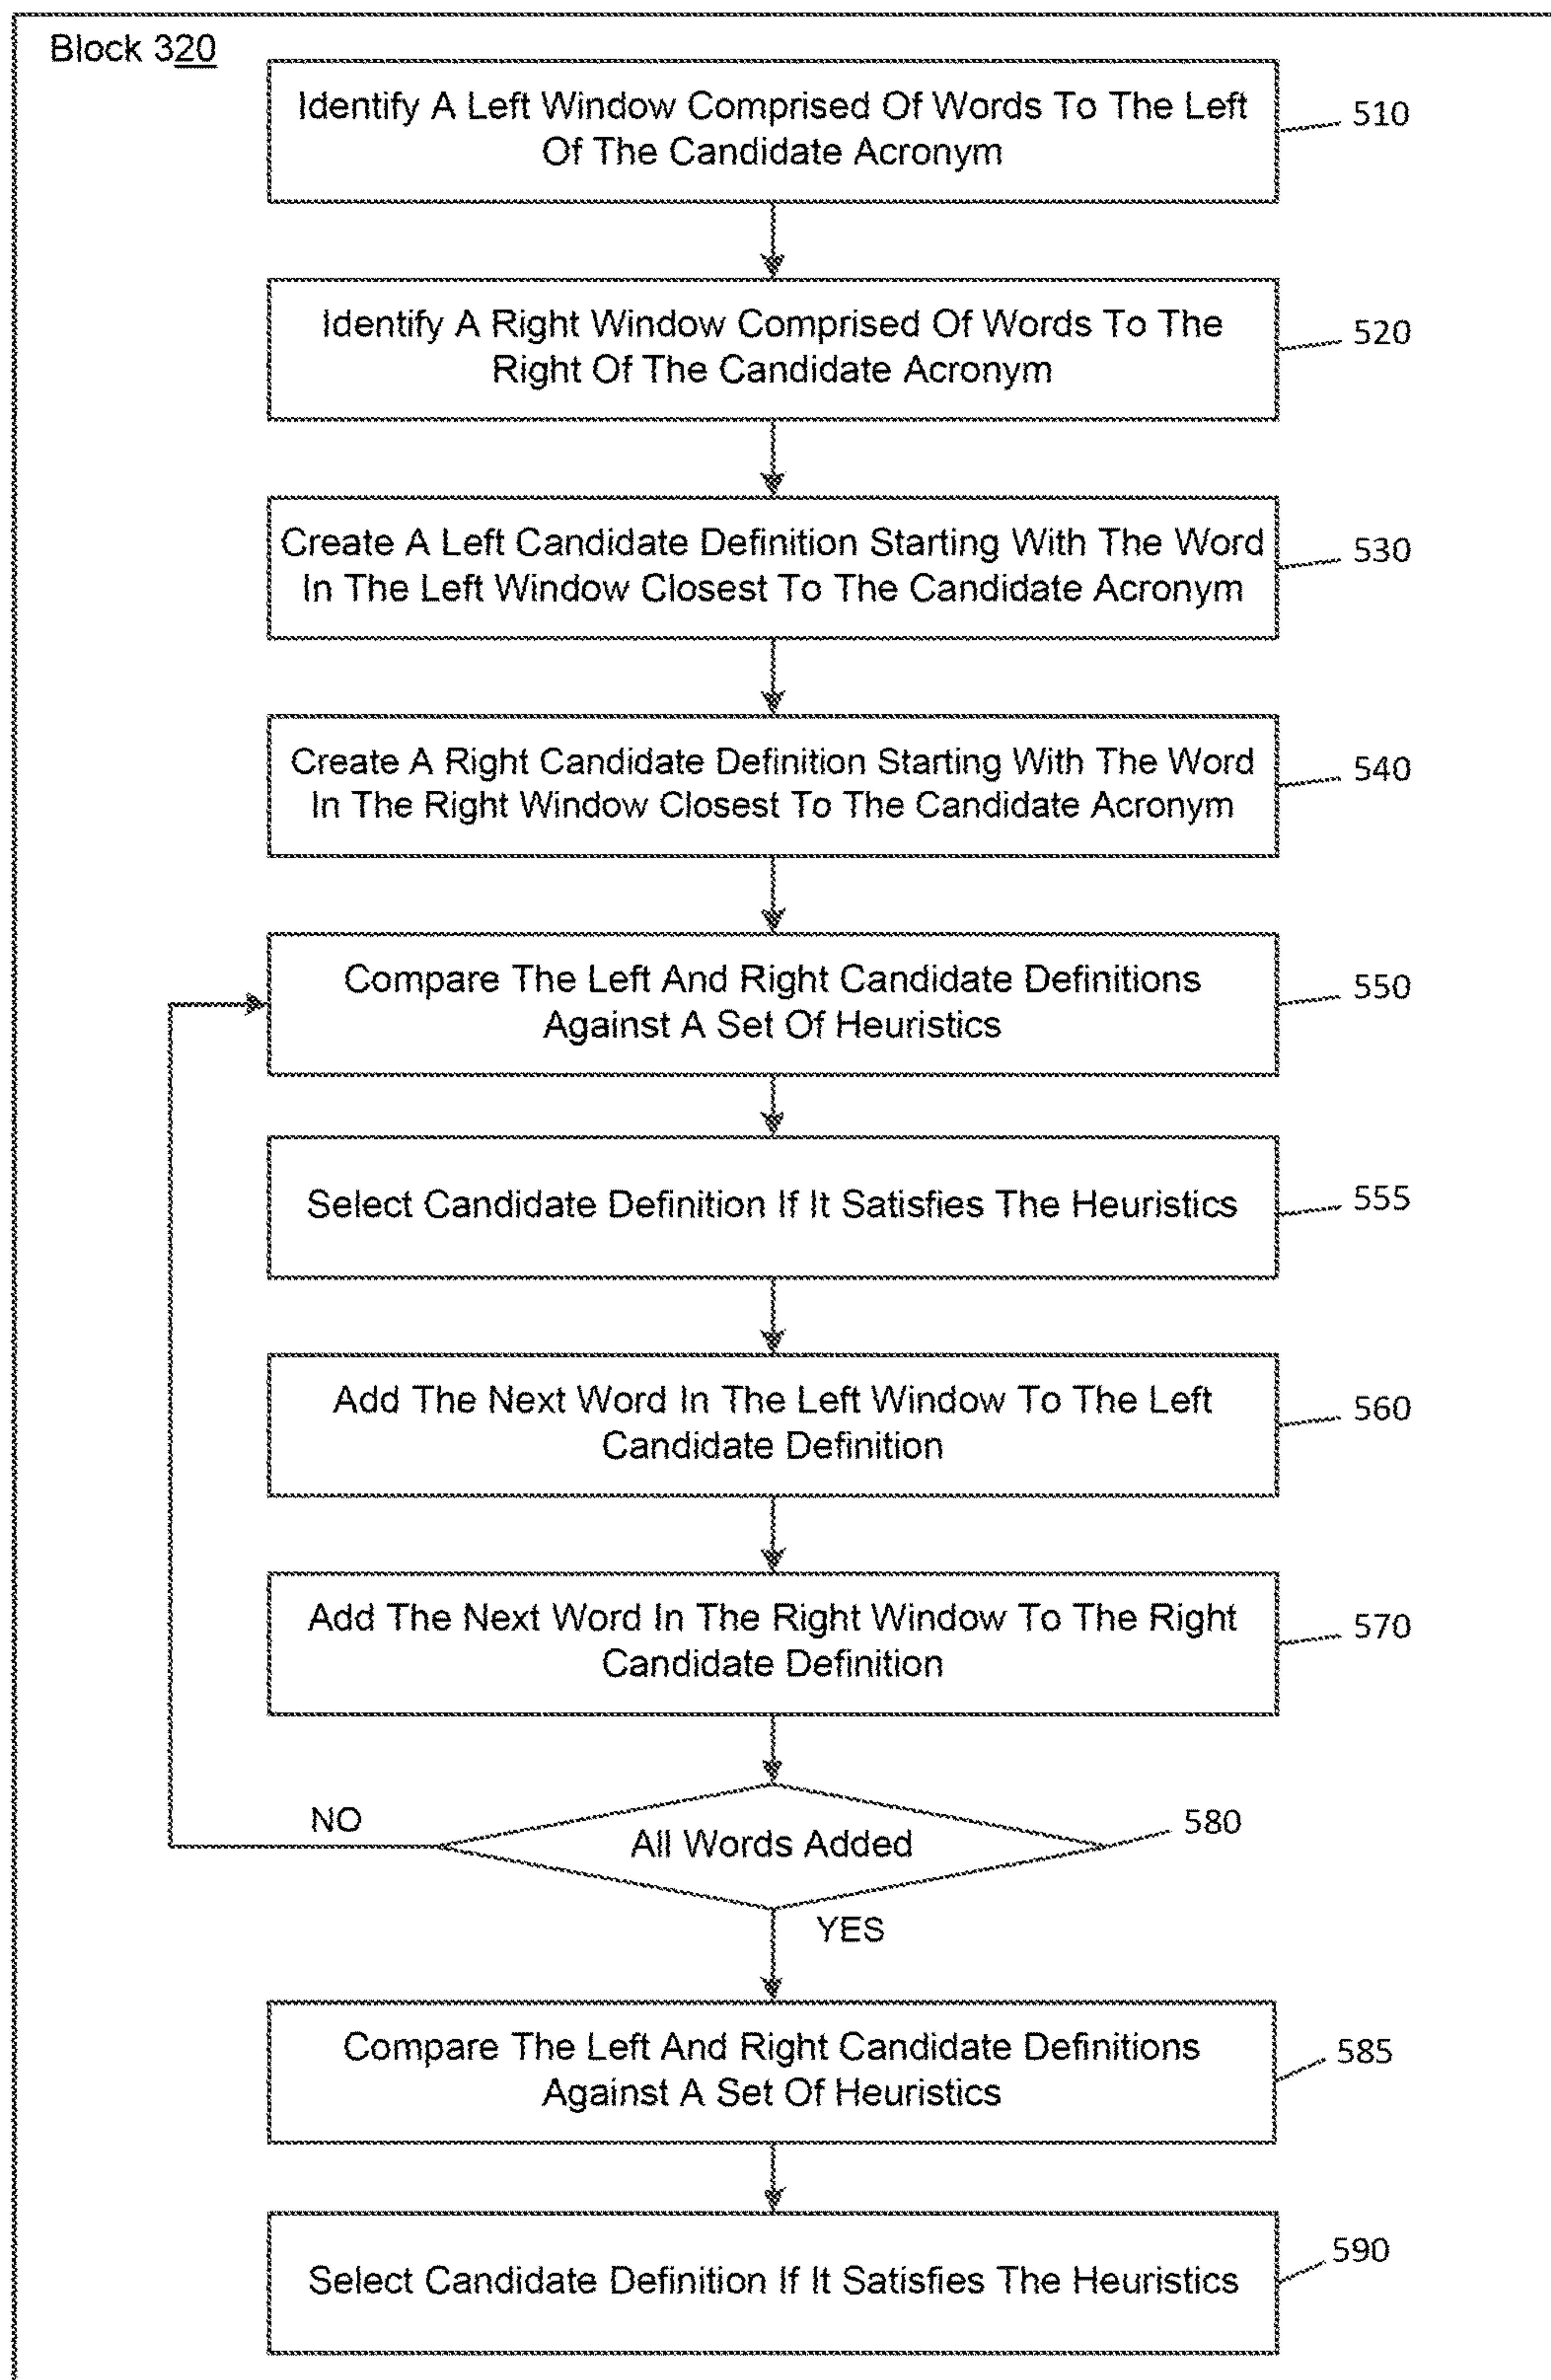 Block 320
Identify A Left Window Comprised Of Words To The Left
Of The Candidate Acronym
510
Identify A Right Window Comprised Of Words To The
Right Of The Candidate Acronym
520
Create A Left Candidate Definition Starting With The Word
In The Left Window Closest To The Candidate Acronym
530
Create A Right Candidate Definition Starting With The Word
In The Right Window Closest To The Candidate Acronym
540
Compare The Left And Right Candidate Definitions
Against A Set Of Heuristics
550
Select Candidate Definition If It Satisfies The Heuristics
555
Add The Next Word In The Left Window To The Left
Candidate Definition
560
Add The Next Word In The Right Window To The Right
Candidate Definition
570
NO
All Words Added
580
YES
Compare The Left And Right Candidate Definitions
Against A Set Of Heuristics
585
Select Candidate Definition If It Satisfies The Heuristics
590